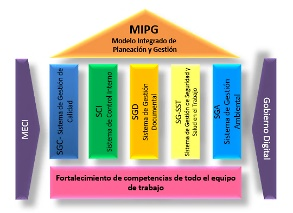 MIPG
Modelo Integrado de
Planeación y Gestión
MECI
SGC- Sistema de Gestión de
Calidad
SCI
Sistema de Control Interno
SGD
Sistema de Gestión
Documental
SG-SST
Sistema de Gestión de Seguridad y
Salud en el Trabajo
SGA
Sistema de Gestión
Ambiental
Gobierno Digital
Fortalecimiento de competencias de todo el equipo
de trabajo